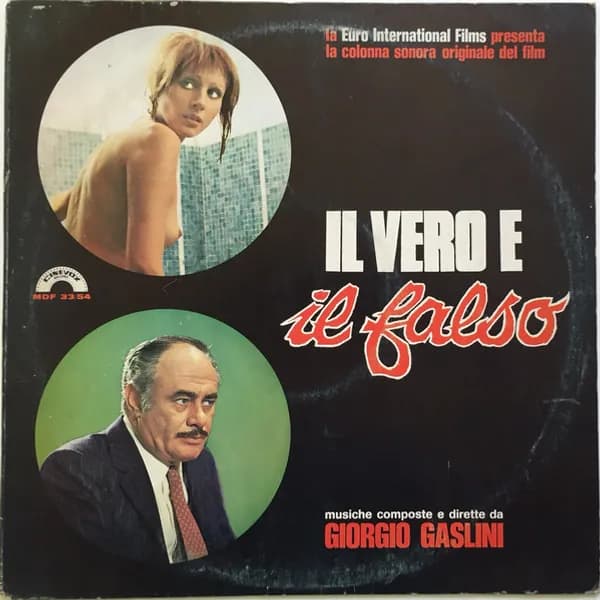 la Euro International Films presenta
la colonna sonora originale del film
IL VERO E
il falso
CINEVOX
MDF 33/54
musiche composte e dirette da
GIORGIO GASLINI